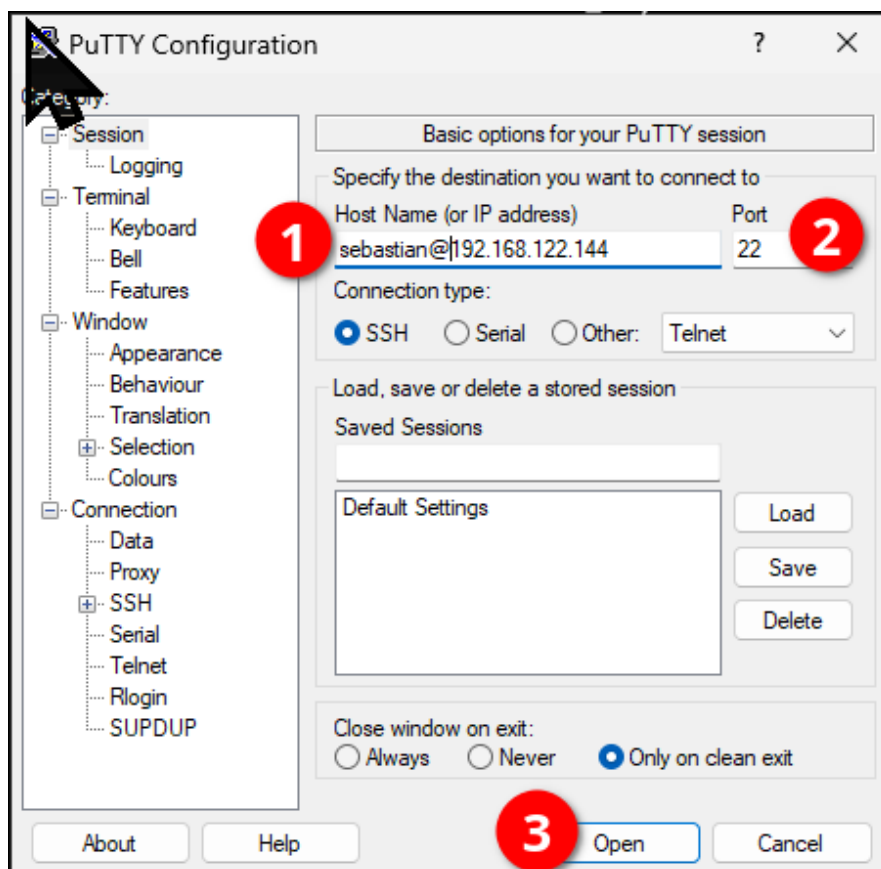 PuTTY Configuration ?
Category:
Session
Logging
Terminal
Keyboard
Bell
Features
Window
Appearance
Behaviour
Translation
Selection
Colours
Connection
Data
Proxy
SSH
Serial
Telnet
Rlogin
SUPDUP
Basic options for your PuTTY session
Specify the destination you want to connect to
Host Name (or IP address) Port
1 sebastian@192.168.122.144 22 2
Connection type:
SSH Serial Other: Telnet
Load, save or delete a stored session
Saved Sessions
Default Settings
Load
Save
Delete
Close window on exit:
Always Never Only on clean exit
About Help 3 Open Cancel